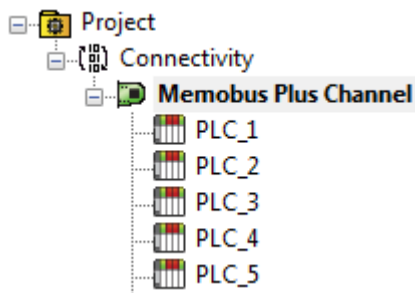 Project
Connectivity
Memobus Plus Channel
PLC_1
PLC_2
PLC_3
PLC_4
PLC_5